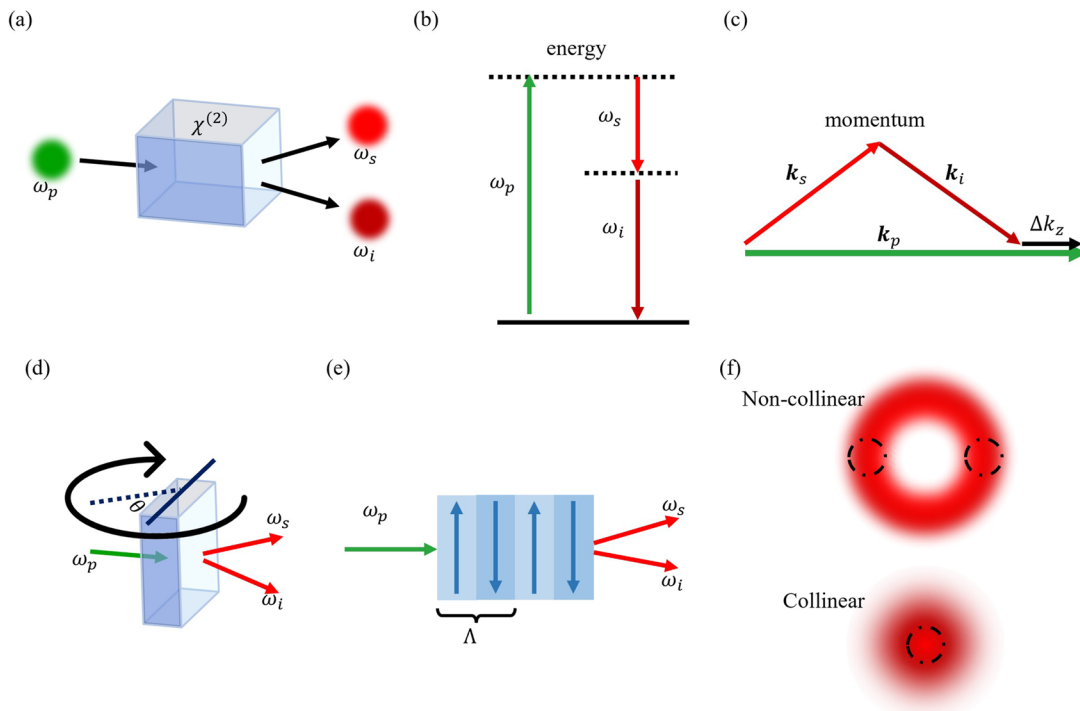 (a)
χ(2)
ωp
ωs
ωi
(b)
energy
ωp
ωs
ωi
(c)
momentum
ks
ki
kp
Δkz
(d)
θ
ωp
ωs
ωi
(e)
ωp
ωs
ωi
Λ
(f)
Non-collinear
Collinear